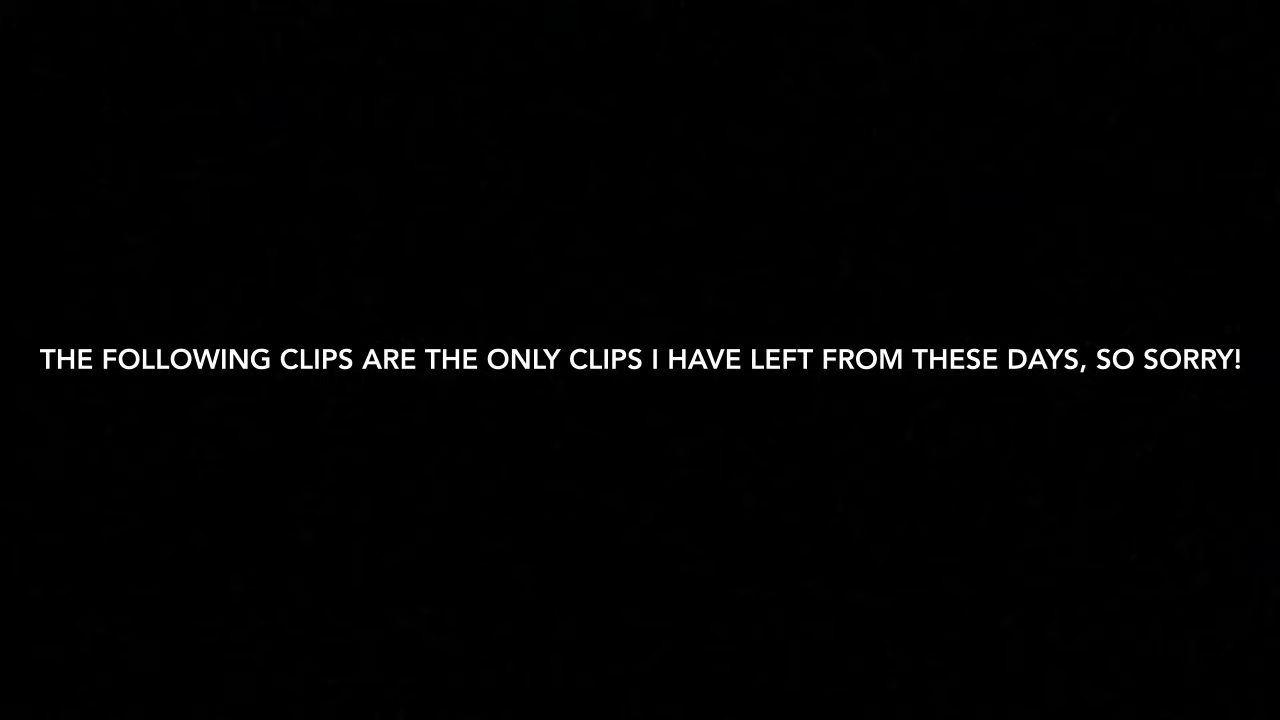 THE FOLLOWING CLIPS ARE THE ONLY CLIPS I HAVE LEFT FROM THESE DAYS, SO SORRY!